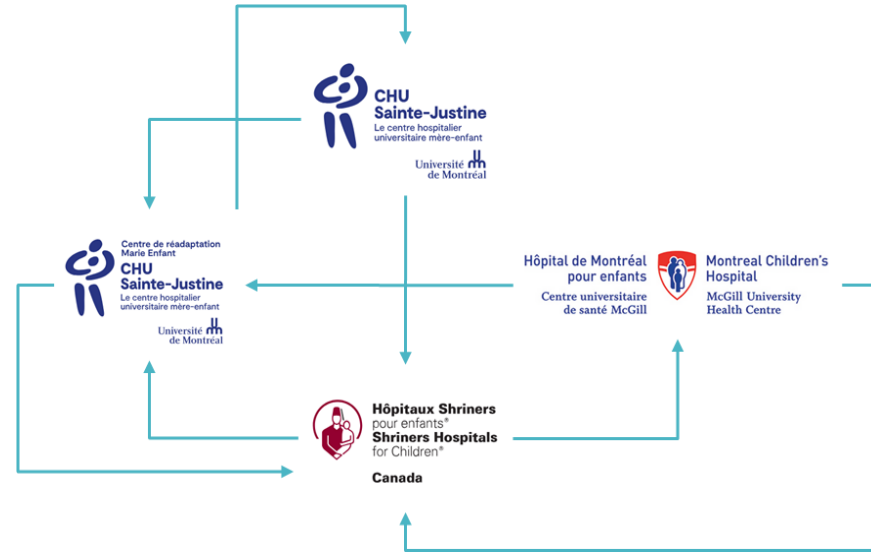 CHU
Sainte-Justine
Le centre hospitalier
universitaire mère-enfant
Université
de Montréal
Centre de réadaptation
Marie Enfant
CHU
Sainte-Justine
Le centre hospitalier
universitaire mère-enfant
Université
de Montréal
Hôpital de Montréal
pour enfants
Centre universitaire
de santé McGill
Montreal Children's
Hospital
McGill University
Health Centre
Hôpitaux Shriners
pour enfants®
Shriners Hospitals
for Children®
Canada